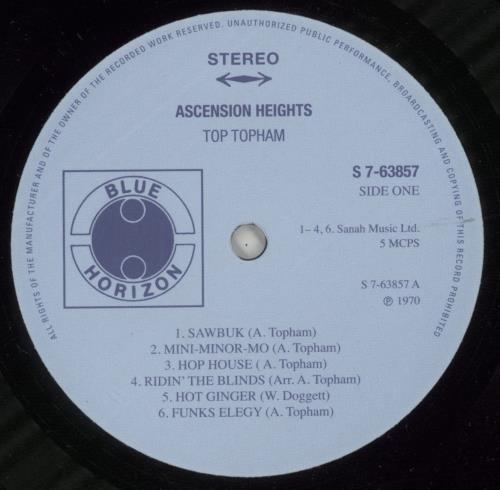 ALL RIGHTS OF THE MANUFACTURER AND OF THE OWNER OF THE RECORDED WORK RESERVED. UNAUTHORIZED PUBLIC PERFORMANCE, BROADCASTING AND COPYING OF THIS RECORD PROHIBITED
STEREO
ASCENSION HEIGHTS
TOP TOPHAM
S 7-63857
SIDE ONE
BLUE
HORIZON
1– 4, 6. Sanah Music Ltd.
5 MCPS
S 7-63857 A
℗ 1970
1. SAWBUK (A. Topham)
2. MINI-MINOR-MO (A. Topham)
3. HOP HOUSE ( A. Topham)
4. RIDIN' THE BLINDS (Arr. A. Topham)
5. HOT GINGER (W. Doggett)
6. FUNKS ELEGY (A. Topham)